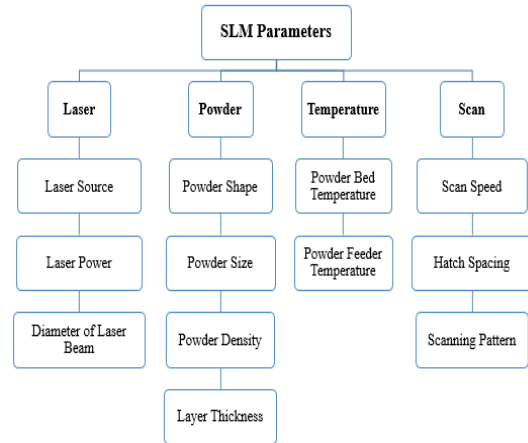 SLM Parameters
Laser
Powder
Temperature
Scan
Laser Source
Powder Shape
Powder Bed
Temperature
Scan Speed
Laser Power
Powder Size
Powder Feeder
Temperature
Hatch Spacing
Diameter of Laser
Beam
Powder Density
Scanning Pattern
Layer Thickness